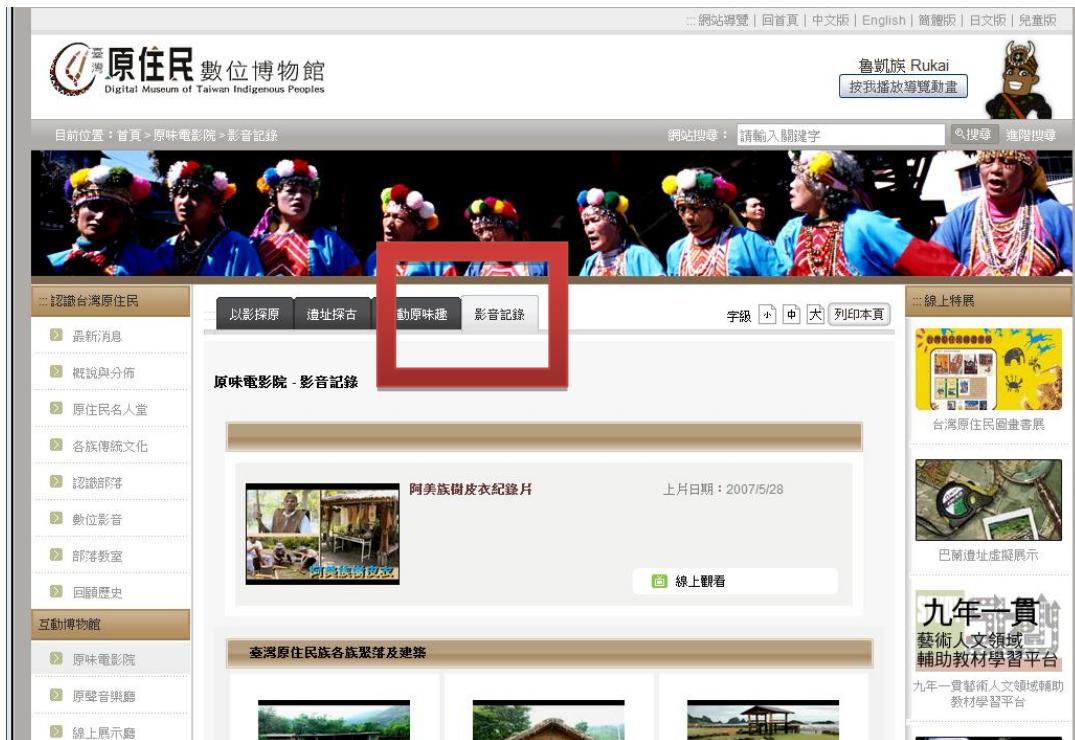 ::: 網站導覽 | 回首頁 | 中文版 | English | 簡體版 | 日文版 | 兒童版
臺灣原住民 數位博物館
Digital Museum of Taiwan Indigenous Peoples
魯凱族 Rukai
按我播放導覽動畫
目前位置：首頁 > 原味電影院 > 影音記錄
網站搜尋： 請輸入關鍵字 搜尋 進階搜尋
::: 認識台灣原住民
最新消息
概說與分佈
原住民名人堂
各族傳統文化
認識部落
數位影音
部落教室
回顧歷史
互動博物館
原味電影院
原聲音樂廳
線上展示廳
以影探原 遺址探古 動原味趣 影音記錄
字級 小 中 大 列印本頁
原味電影院 - 影音記錄
阿美族樹皮衣紀錄片
上片日期：2007/5/28
阿美族樹皮衣
線上觀看
臺灣原住民族各族聚落及建築
::: 線上特展
台灣原住民圖畫書展
巴蘭遺址虛擬展示
九年一貫
藝術人文領域
輔助教材學習平台
九年一貫藝術人文領域輔助
教材學習平台